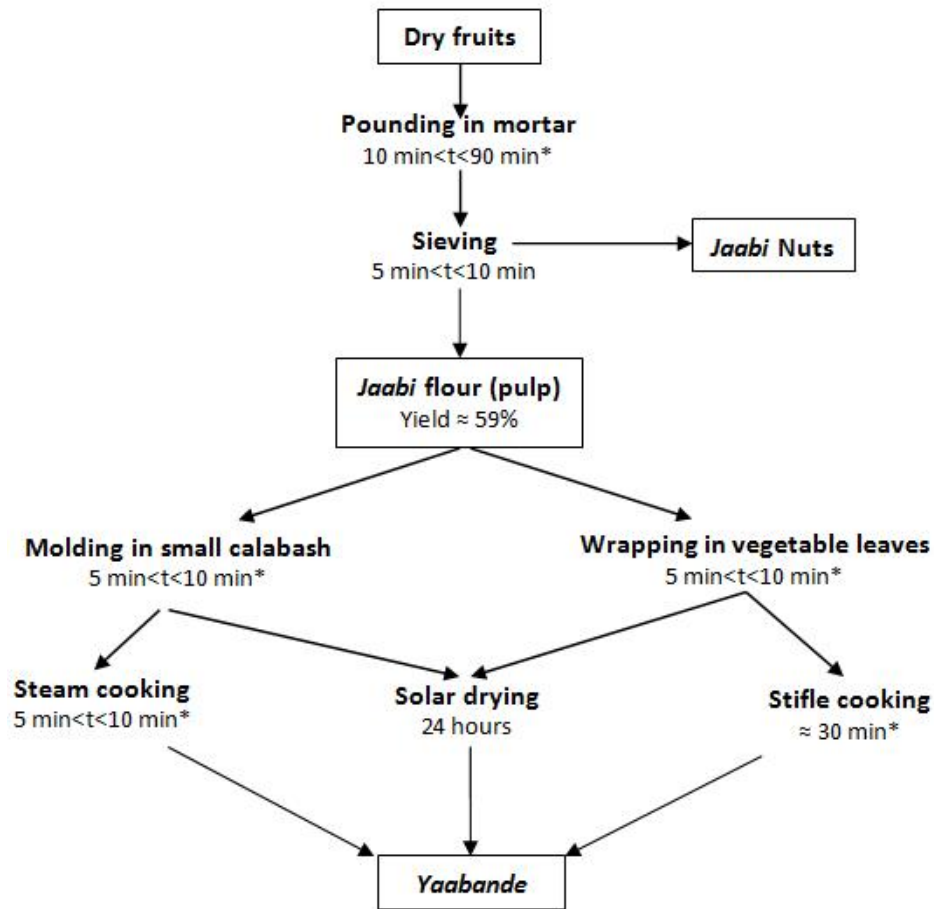 Dry fruits
Pounding in mortar
10 min<t<90 min*
Sieving
5 min<t<10 min
Jaabi Nuts
Jaabi flour (pulp)
Yield ≈ 59%
Molding in small calabash
5 min<t<10 min*
Wrapping in vegetable leaves
5 min<t<10 min*
Steam cooking
5 min<t<10 min*
Solar drying
24 hours
Stifle cooking
≈ 30 min*
Yaabande